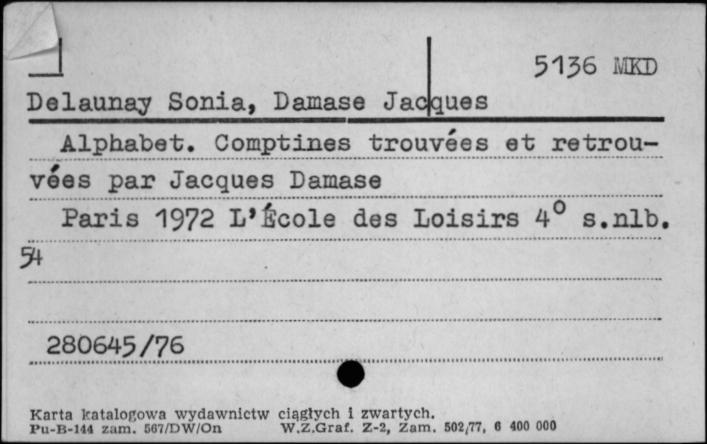 5136 MKD
Delaunay Sonia, Damase Jacques
Alphabet. Comptines trouvées et retrou-
vées par Jacques Damase
Paris 1972 L'École des Loisirs 4° s.nlb.
54
280645/76
Karta katalogowa wydawnictw ciągłych i zwartych.
Pu-B-144 zam. 567/DW/On W.Z.Graf. Z-2, Zam. 502/77, 6 400 000